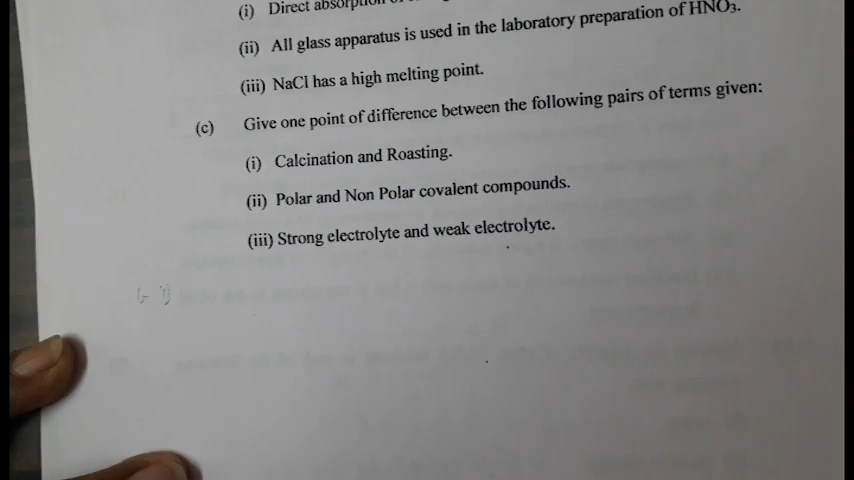 (i) Direct absorption
(ii) All glass apparatus is used in the laboratory preparation of HNO₃.
(iii) NaCl has a high melting point.
(c) Give one point of difference between the following pairs of terms given:
(i) Calcination and Roasting.
(ii) Polar and Non Polar covalent compounds.
(iii) Strong electrolyte and weak electrolyte.